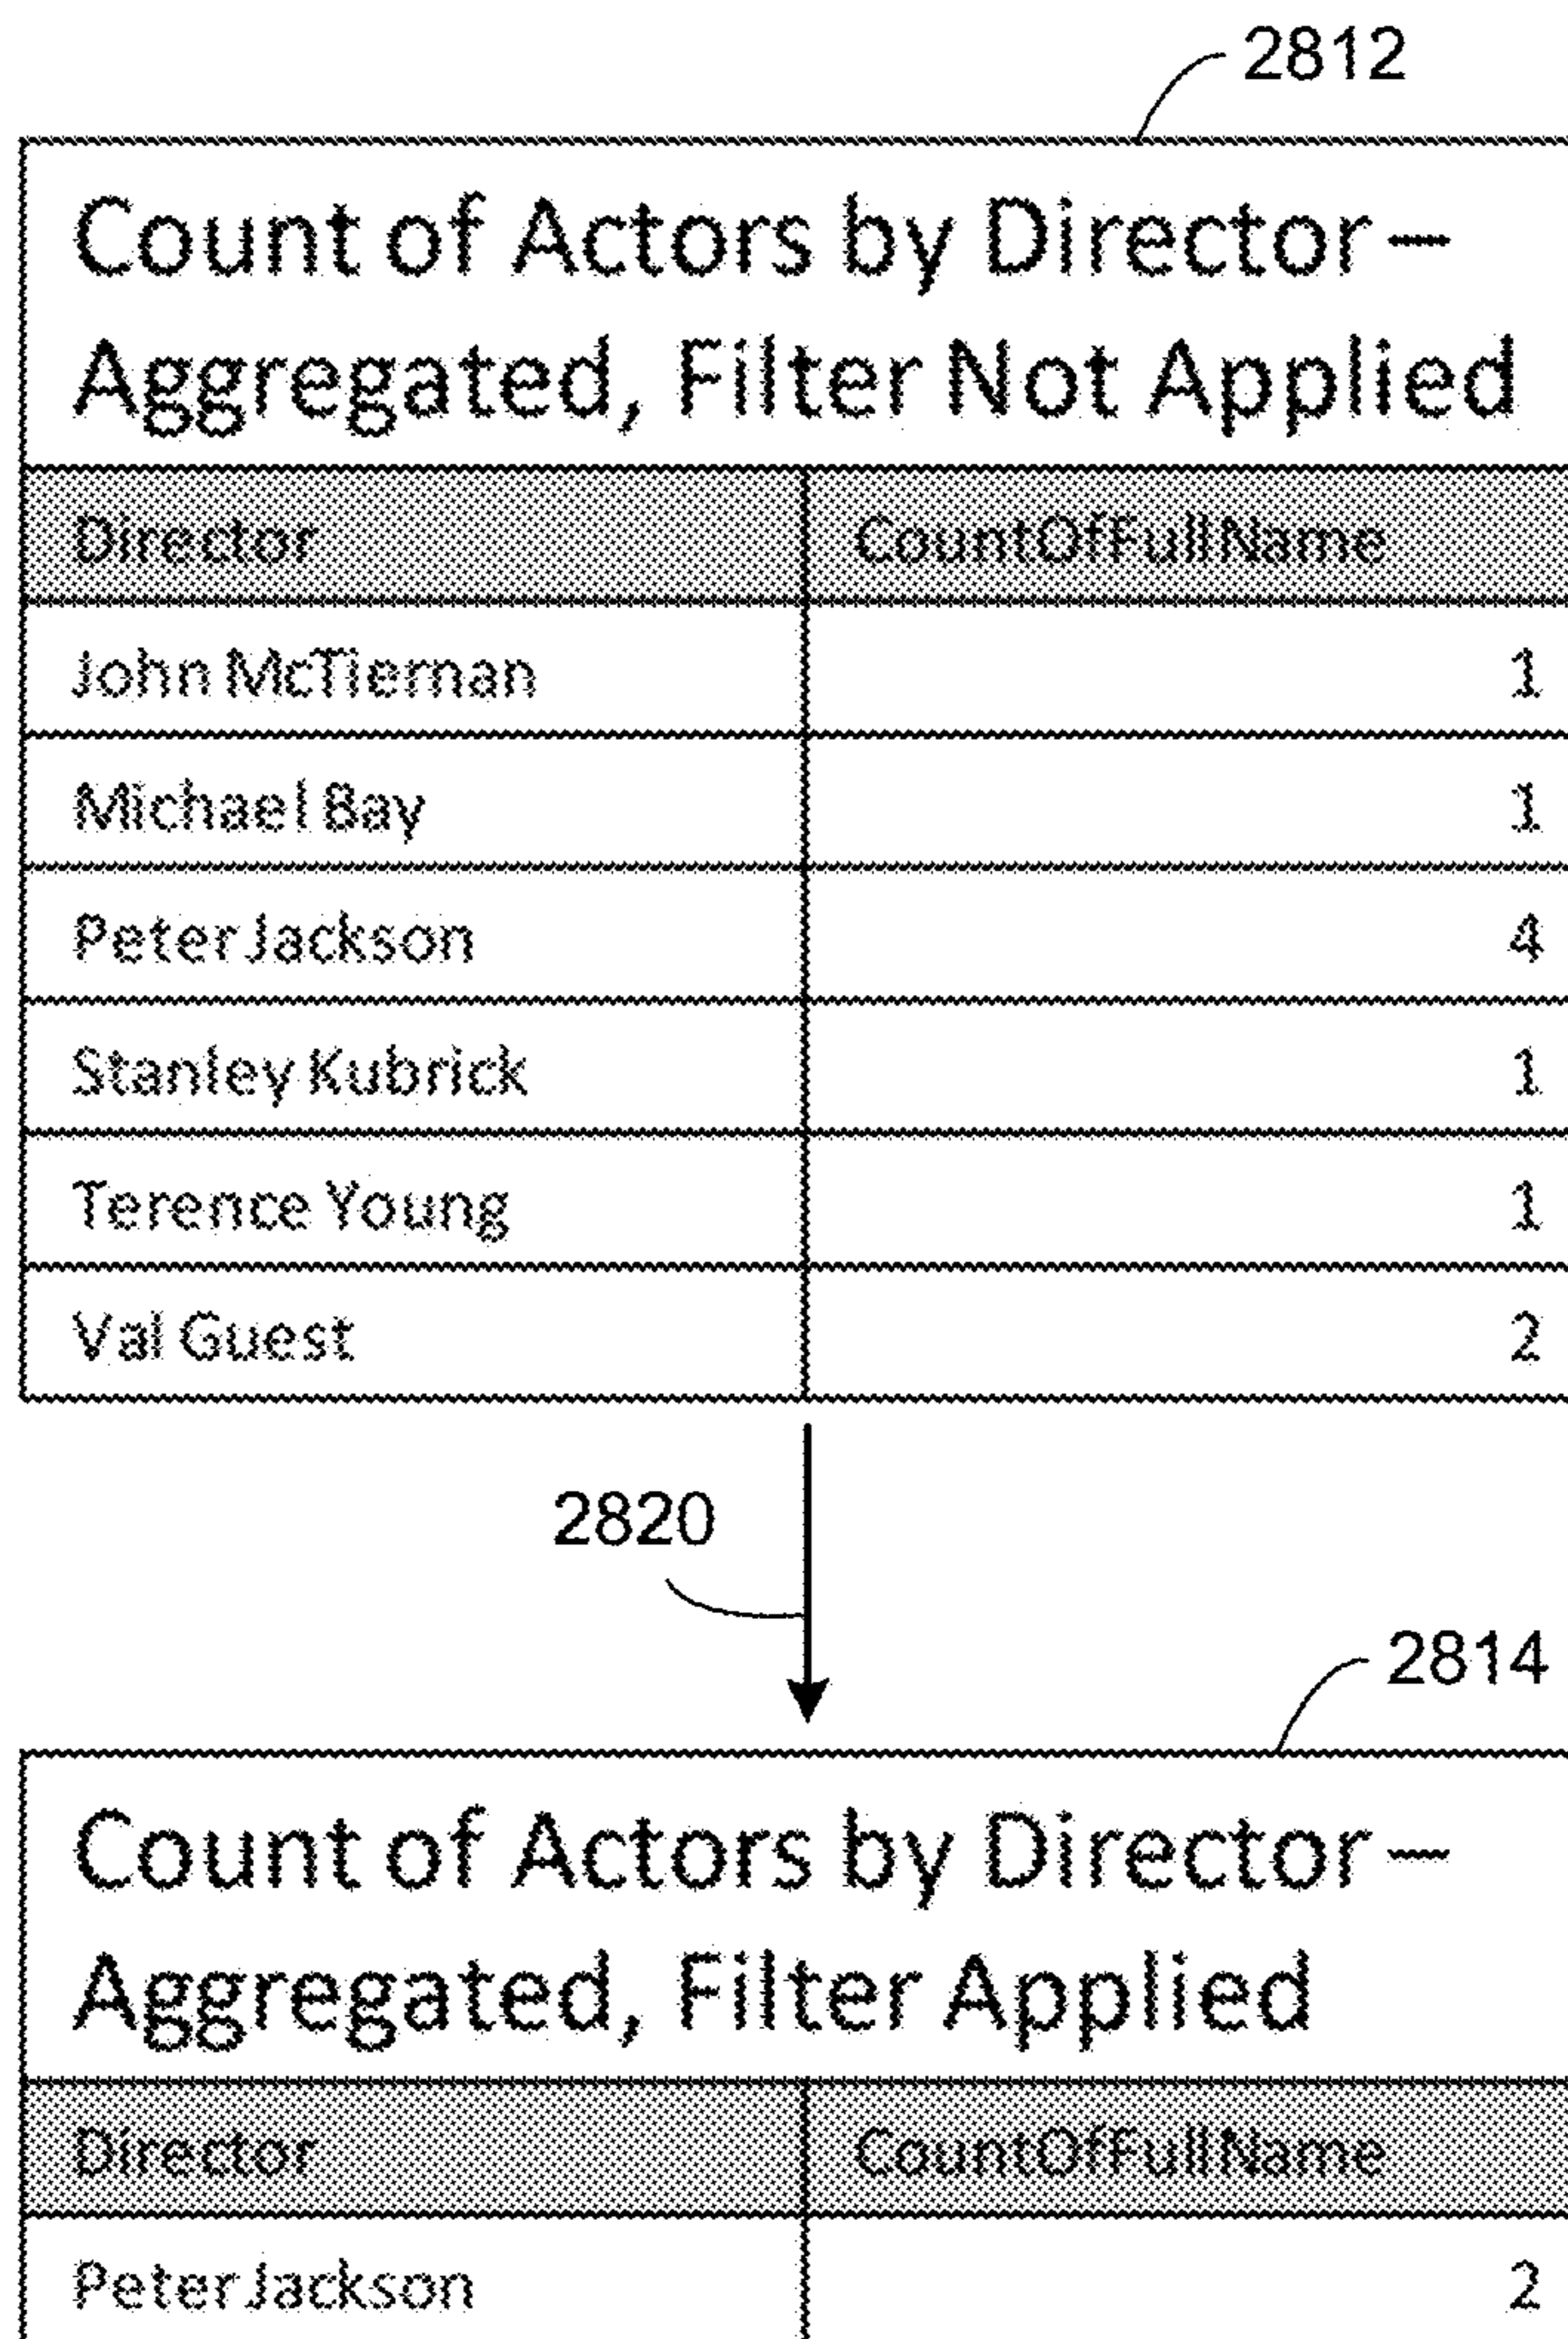 2812
Count of Actors by Director–
Aggregated, Filter Not Applied
Director CountOfFullName
John McTiernan 1
Michael Bay 1
Peter Jackson 4
Stanley Kubrick 1
Terence Young 1
Val Guest 2
2820
2814
Count of Actors by Director–
Aggregated, Filter Applied
Director CountOfFullName
Peter Jackson 2